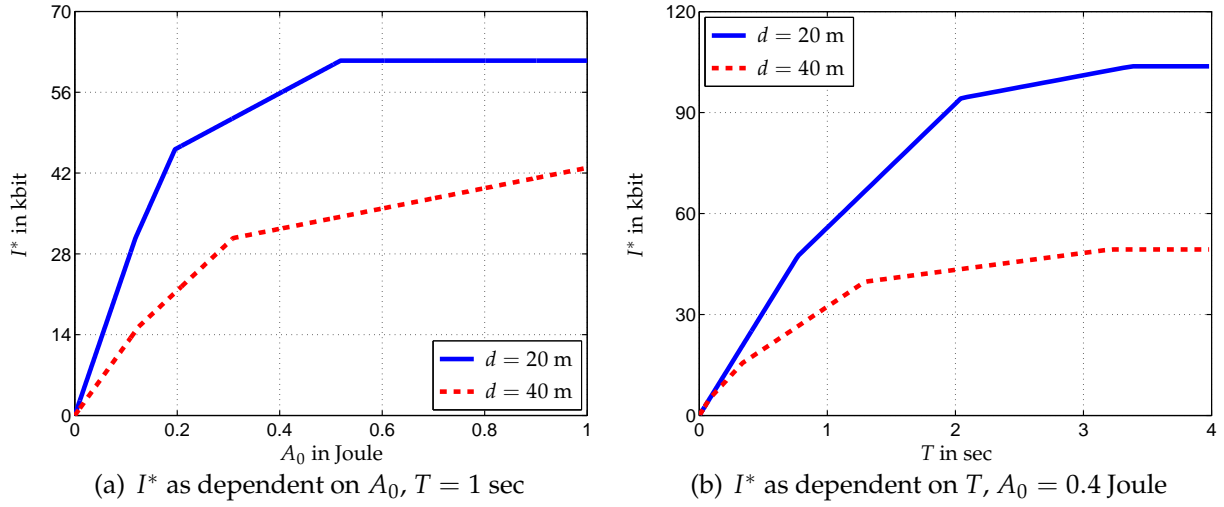 70
56
42
28
14
0
I* in kbit
0
0.2
0.4
0.6
0.8
1
A₀ in Joule
d = 20 m
d = 40 m
(a) I* as dependent on A₀, T = 1 sec
120
90
60
30
0
I* in kbit
0
1
2
3
4
T in sec
d = 20 m
d = 40 m
(b) I* as dependent on T, A₀ = 0.4 Joule